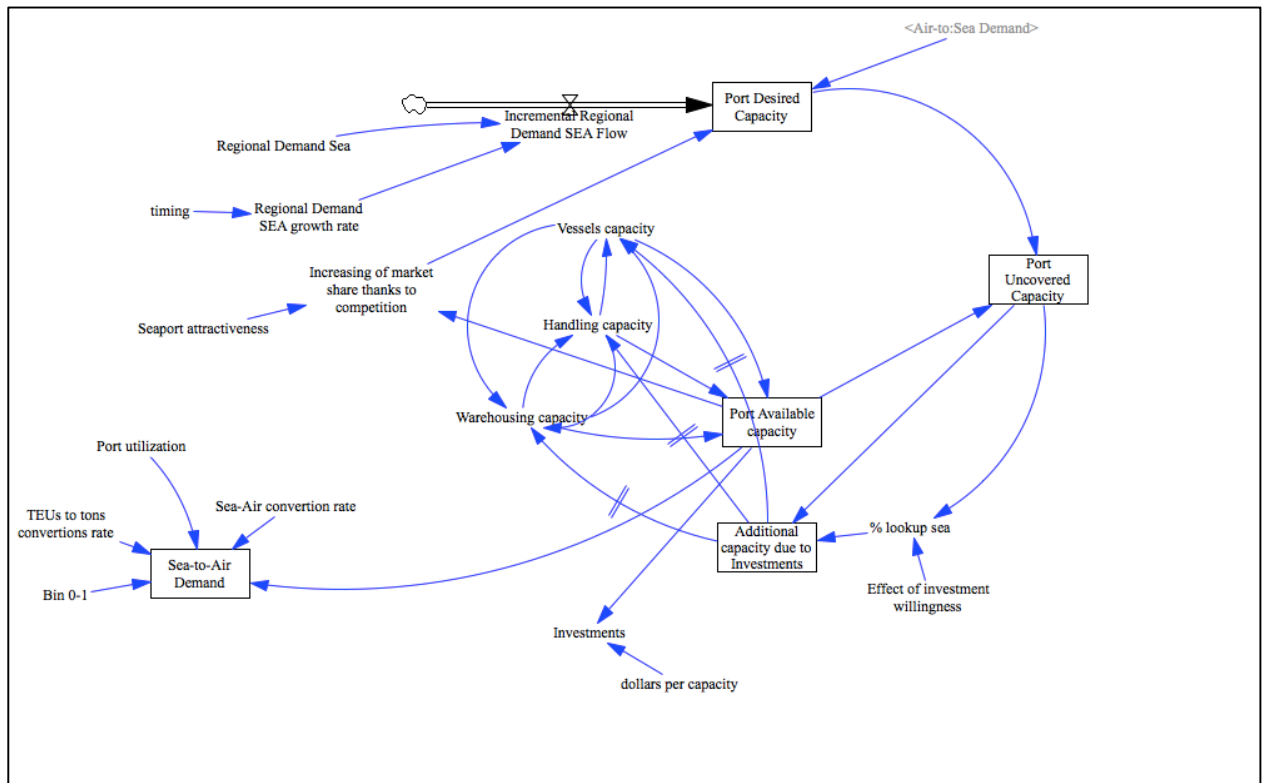 <Air-to:Sea Demand>
Port Desired
Capacity
Incremental Regional
Demand SEA Flow
Regional Demand Sea
timing
Regional Demand
SEA growth rate
Vessels capacity
Port
Uncovered
Capacity
Increasing of market
share thanks to
competition
Seaport attractiveness
Handling capacity
Warehousing capacity
Port Available
capacity
Port utilization
Sea-Air convertion rate
TEUs to tons
convertions rate
Sea-to-Air
Demand
Bin 0-1
Additional
capacity due to
Investments
% lookup sea
Effect of investment
willingness
Investments
dollars per capacity